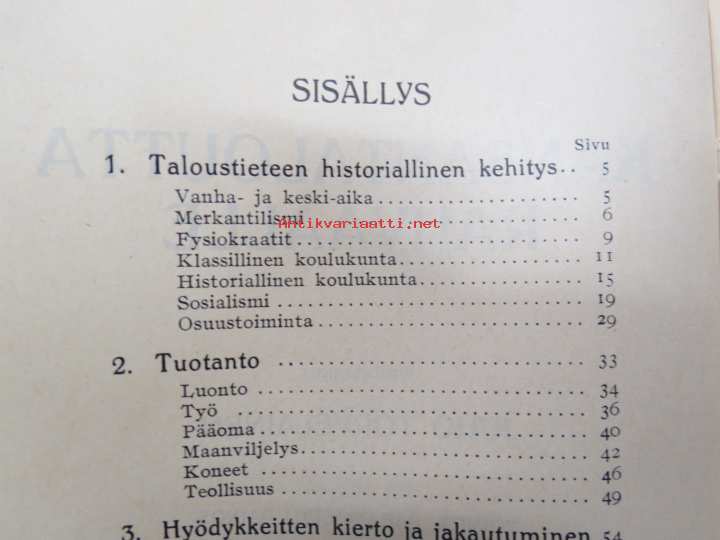 SISÄLLYS
Sivu
1. Taloustieteen historiallinen kehitys.. 5
Vanha- ja keski-aika.................... 5
Merkantilismi.................... 6
Antikvariaatti.net
Fysiokraatit.................... 9
Klassillinen koulukunta.................... 11
Historiallinen koulukunta.................... 15
Sosialismi.................... 19
Osuustoiminta.................... 29
2. Tuotanto.................... 33
Luonto.................... 34
Työ.................... 36
Pääoma.................... 40
Maanviljelys.................... 42
Koneet.................... 46
Teollisuus.................... 49
3. Hyödykkeitten kierto ja jakautuminen 54